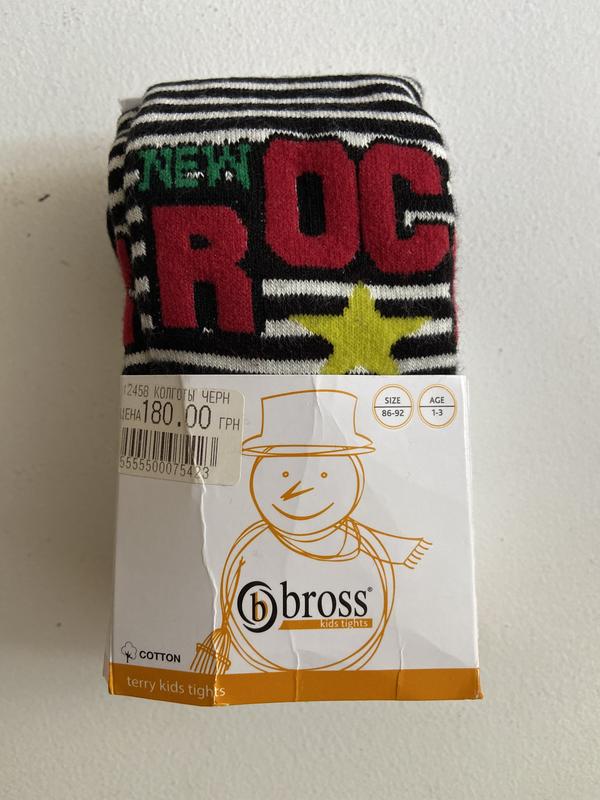 NEW
ROC
12458 КОЛГОТЫ ЧЕРН
ЦЕНА 180.00 ГРН
5555500075423
SIZE
86-92
AGE
1-3
b bross®
kids tights
COTTON
terry kids tights